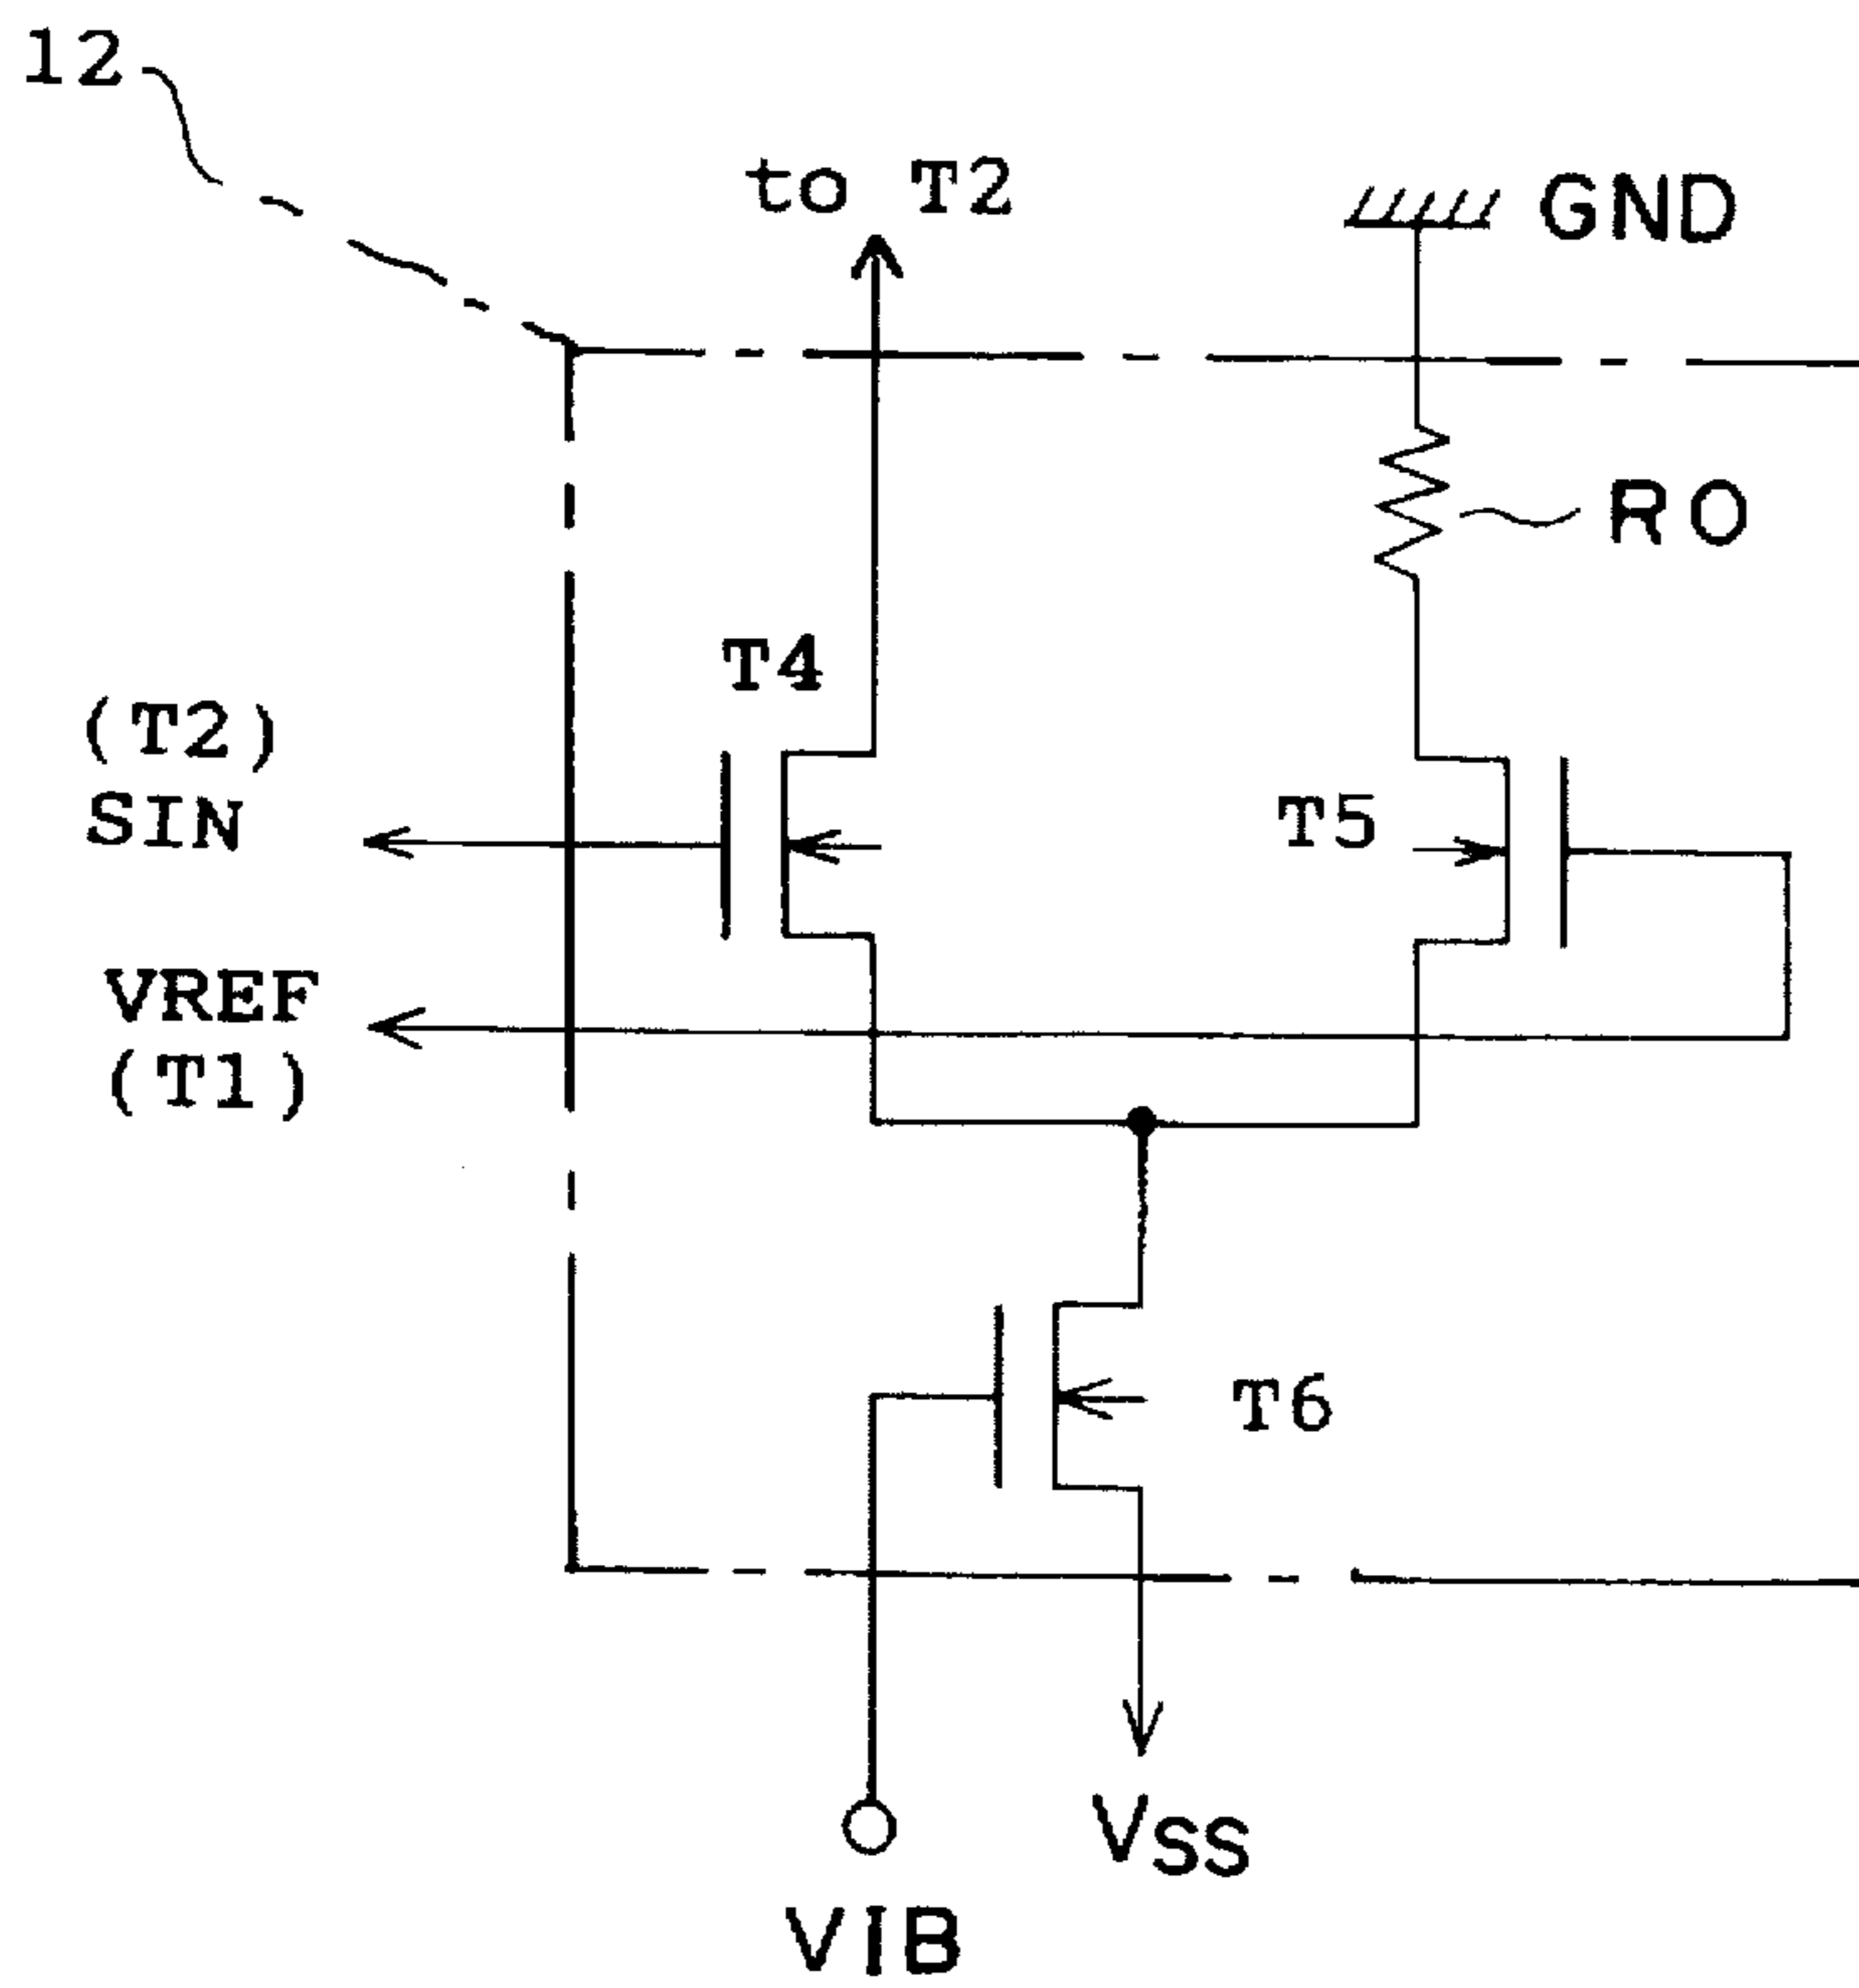 12
to T2
GND
RO
T4
(T2)
SIN
T5
VREF
(T1)
T6
VSS
VIB